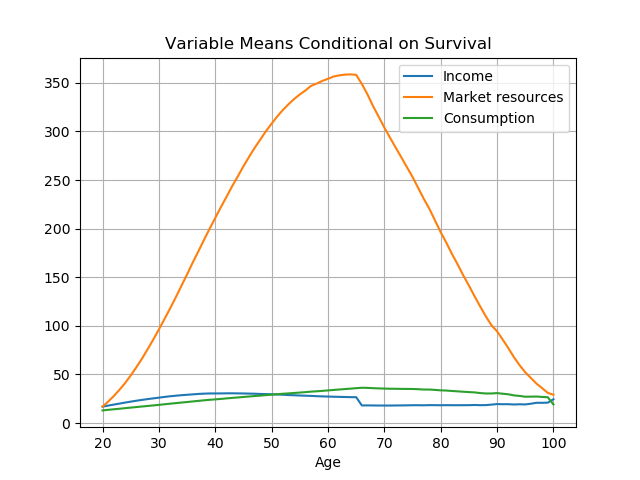 Variable Means Conditional on Survival
Income
Market resources
Consumption
350
300
250
200
150
100
50
0
20 30 40 50 60 70 80 90 100
Age